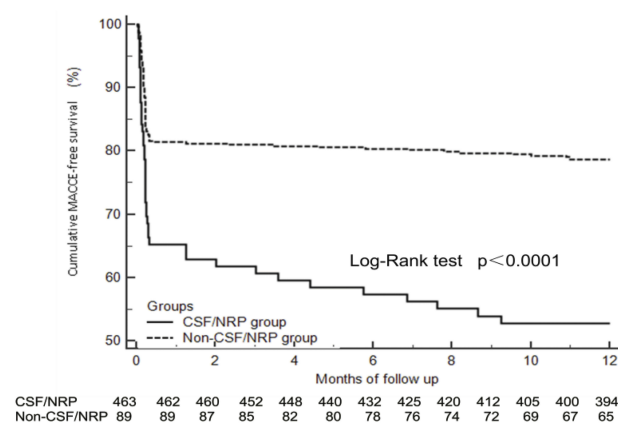 Cumulative MACCE-free survival (%)
100
90
80
70
60
50
Log-Rank test p<0.0001
Groups
CSF/NRP group
Non-CSF/NRP group
0 2 4 6 8 10 12
Months of follow up
CSF/NRP 463 462 460 452 448 440 432 425 420 412 405 400 394
Non-CSF/NRP 89 89 87 85 82 80 78 76 74 72 69 67 65